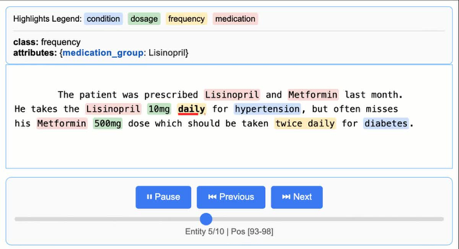 Highlights Legend: condition dosage frequency medication
class: frequency
attributes: {medication_group: Lisinopril}
The patient was prescribed Lisinopril and Metformin last month.
He takes the Lisinopril 10mg daily for hypertension, but often misses
his Metformin 500mg dose which should be taken twice daily for diabetes.
⏸ Pause ⏮ Previous ⏭ Next
Entity 5/10 | Pos [93-98]